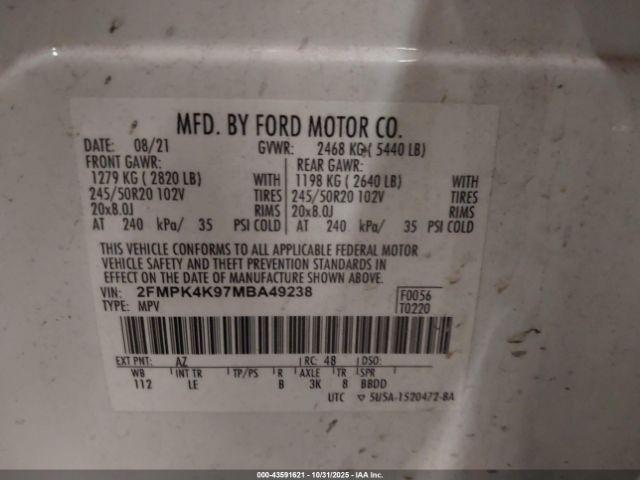 MFD. BY FORD MOTOR CO.
DATE: 08/21 GVWR: 2468 KG ( 5440 LB)
FRONT GAWR: REAR GAWR:
1279 KG ( 2820 LB) WITH 1198 KG ( 2640 LB) WITH
245/50R20 102V TIRES 245/50R20 102V TIRES
20x8.0J RIMS 20x8.0J RIMS
AT 240 kPa/ 35 PSI COLD AT 240 kPa/ 35 PSI COLD
THIS VEHICLE CONFORMS TO ALL APPLICABLE FEDERAL MOTOR
VEHICLE SAFETY AND THEFT PREVENTION STANDARDS IN
EFFECT ON THE DATE OF MANUFACTURE SHOWN ABOVE.
VIN: 2FMPK4K97MBA49238 F0056
TYPE: MPV T0220
EXT PNT: AZ RC: 48 DSO:
WB INT TR TP/PS R AXLE TR SPR
112 LE B 3K 8 BBDD
UTC ▽ 5U5A-1520472-BA
000-43591621 - 10/31/2025 - IAA Inc.